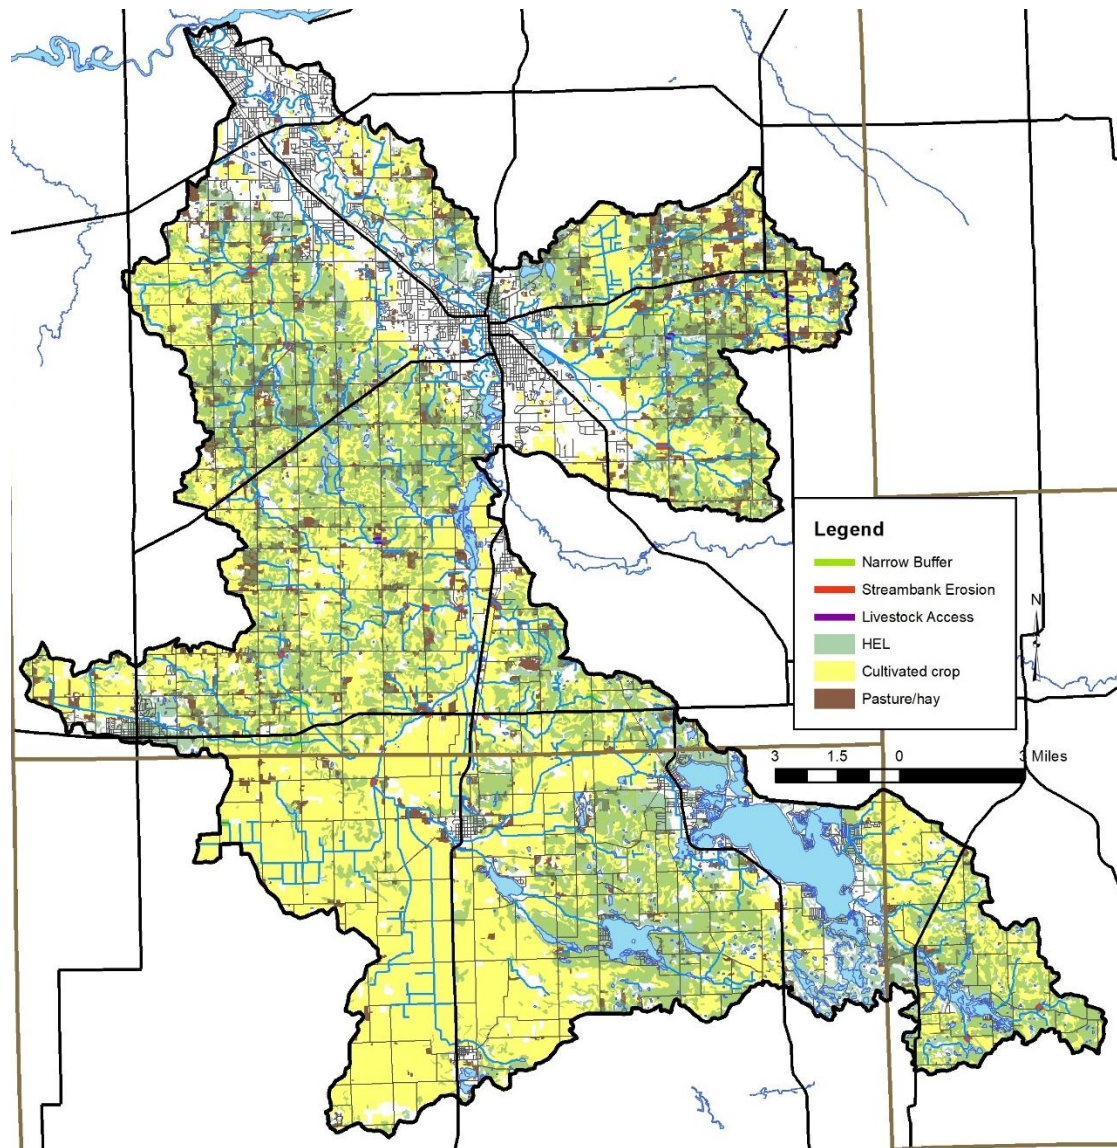 Legend
Narrow Buffer
Streambank Erosion
Livestock Access
HEL
Cultivated crop
Pasture/hay
N
3 1.5 0 3 Miles